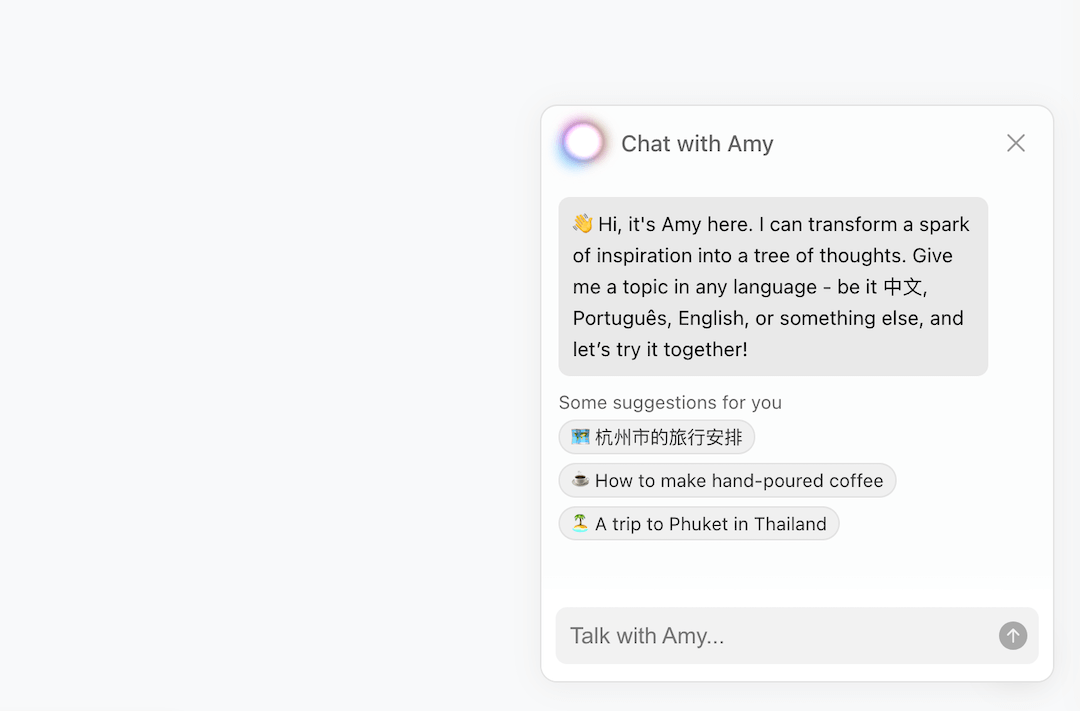 Chat with Amy
👋 Hi, it's Amy here. I can transform a spark
of inspiration into a tree of thoughts. Give
me a topic in any language - be it 中文,
Português, English, or something else, and
let’s try it together!
Some suggestions for you
🗺️ 杭州市的旅行安排
☕ How to make hand-poured coffee
🏝️ A trip to Phuket in Thailand
Talk with Amy...